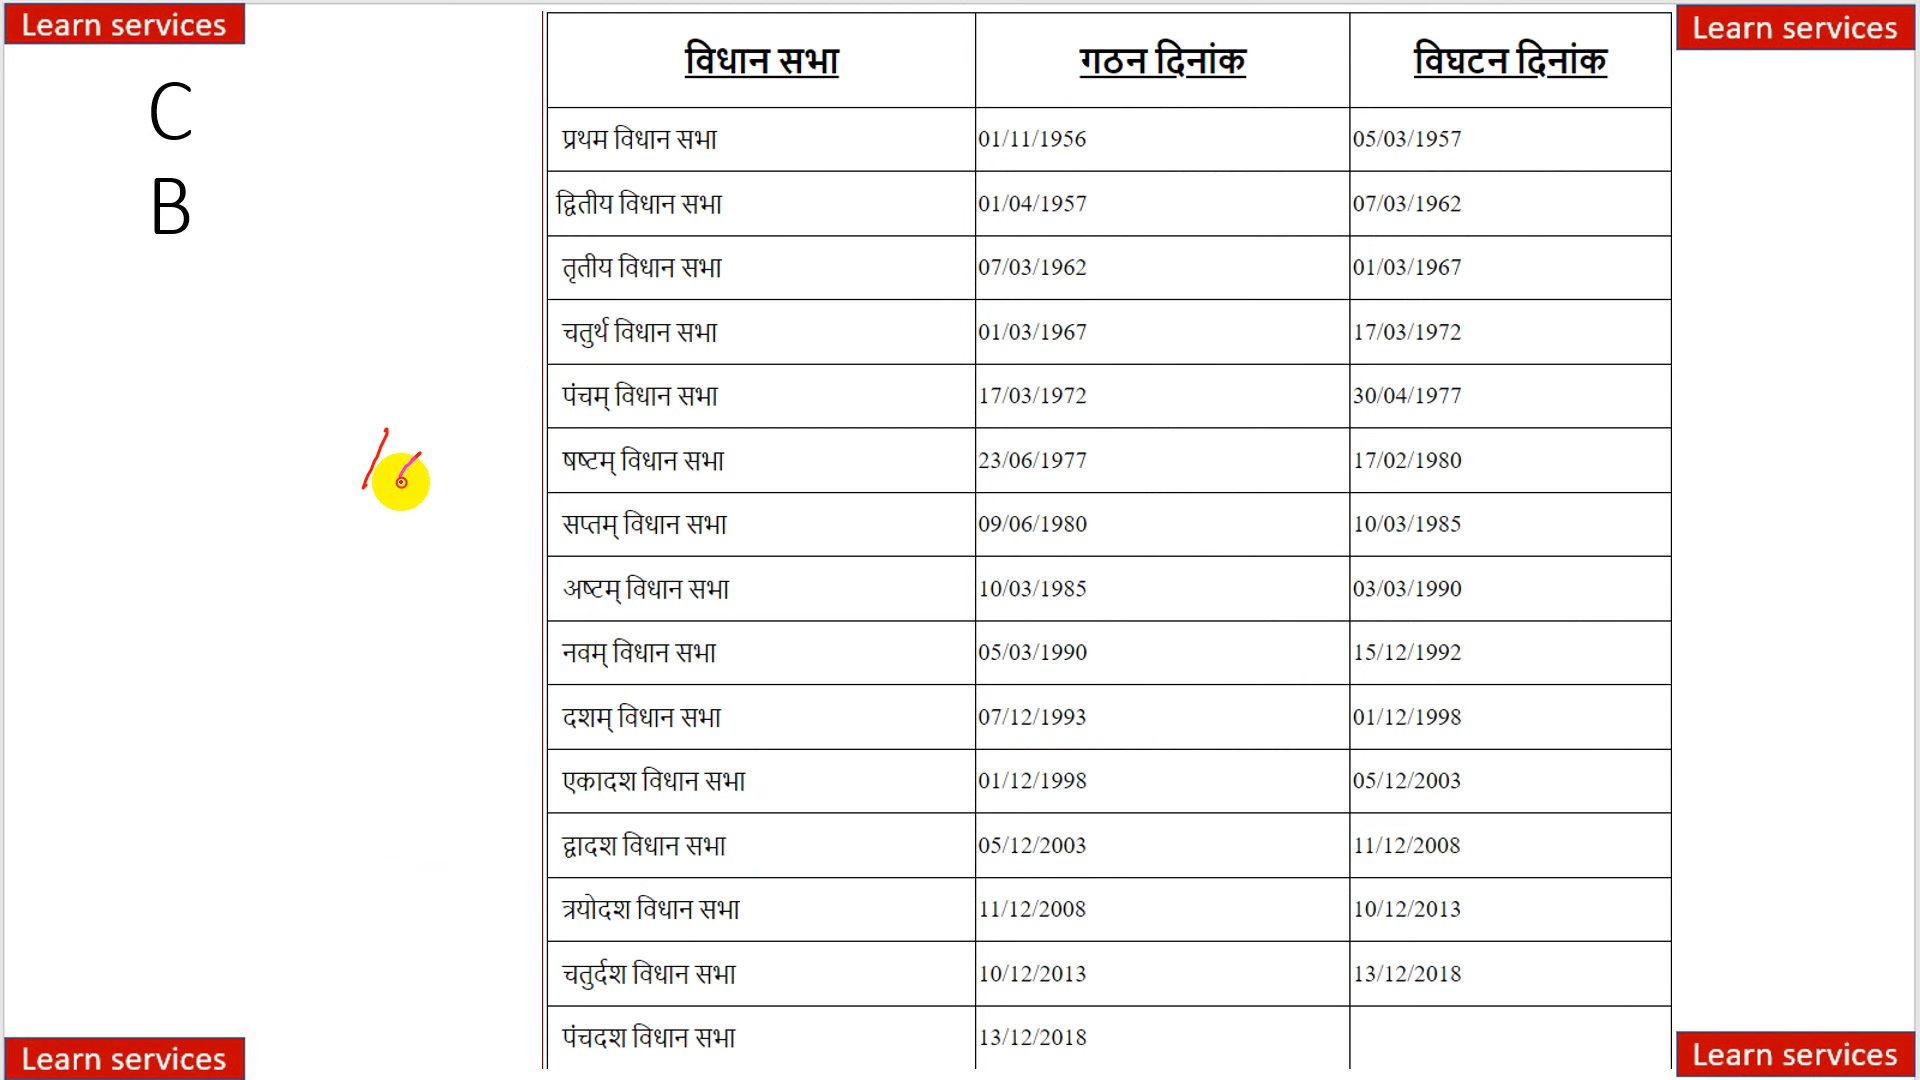 Learn services
Learn services
C
B
विधान सभा गठन दिनांक विघटन दिनांक
प्रथम विधान सभा 01/11/1956 05/03/1957
द्वितीय विधान सभा 01/04/1957 07/03/1962
तृतीय विधान सभा 07/03/1962 01/03/1967
चतुर्थ विधान सभा 01/03/1967 17/03/1972
पंचम् विधान सभा 17/03/1972 30/04/1977
षष्टम् विधान सभा 23/06/1977 17/02/1980
सप्तम् विधान सभा 09/06/1980 10/03/1985
अष्टम् विधान सभा 10/03/1985 03/03/1990
नवम् विधान सभा 05/03/1990 15/12/1992
दशम् विधान सभा 07/12/1993 01/12/1998
एकादश विधान सभा 01/12/1998 05/12/2003
द्वादश विधान सभा 05/12/2003 11/12/2008
त्रयोदश विधान सभा 11/12/2008 10/12/2013
चतुर्दश विधान सभा 10/12/2013 13/12/2018
पंचदश विधान सभा 13/12/2018
Learn services
Learn services